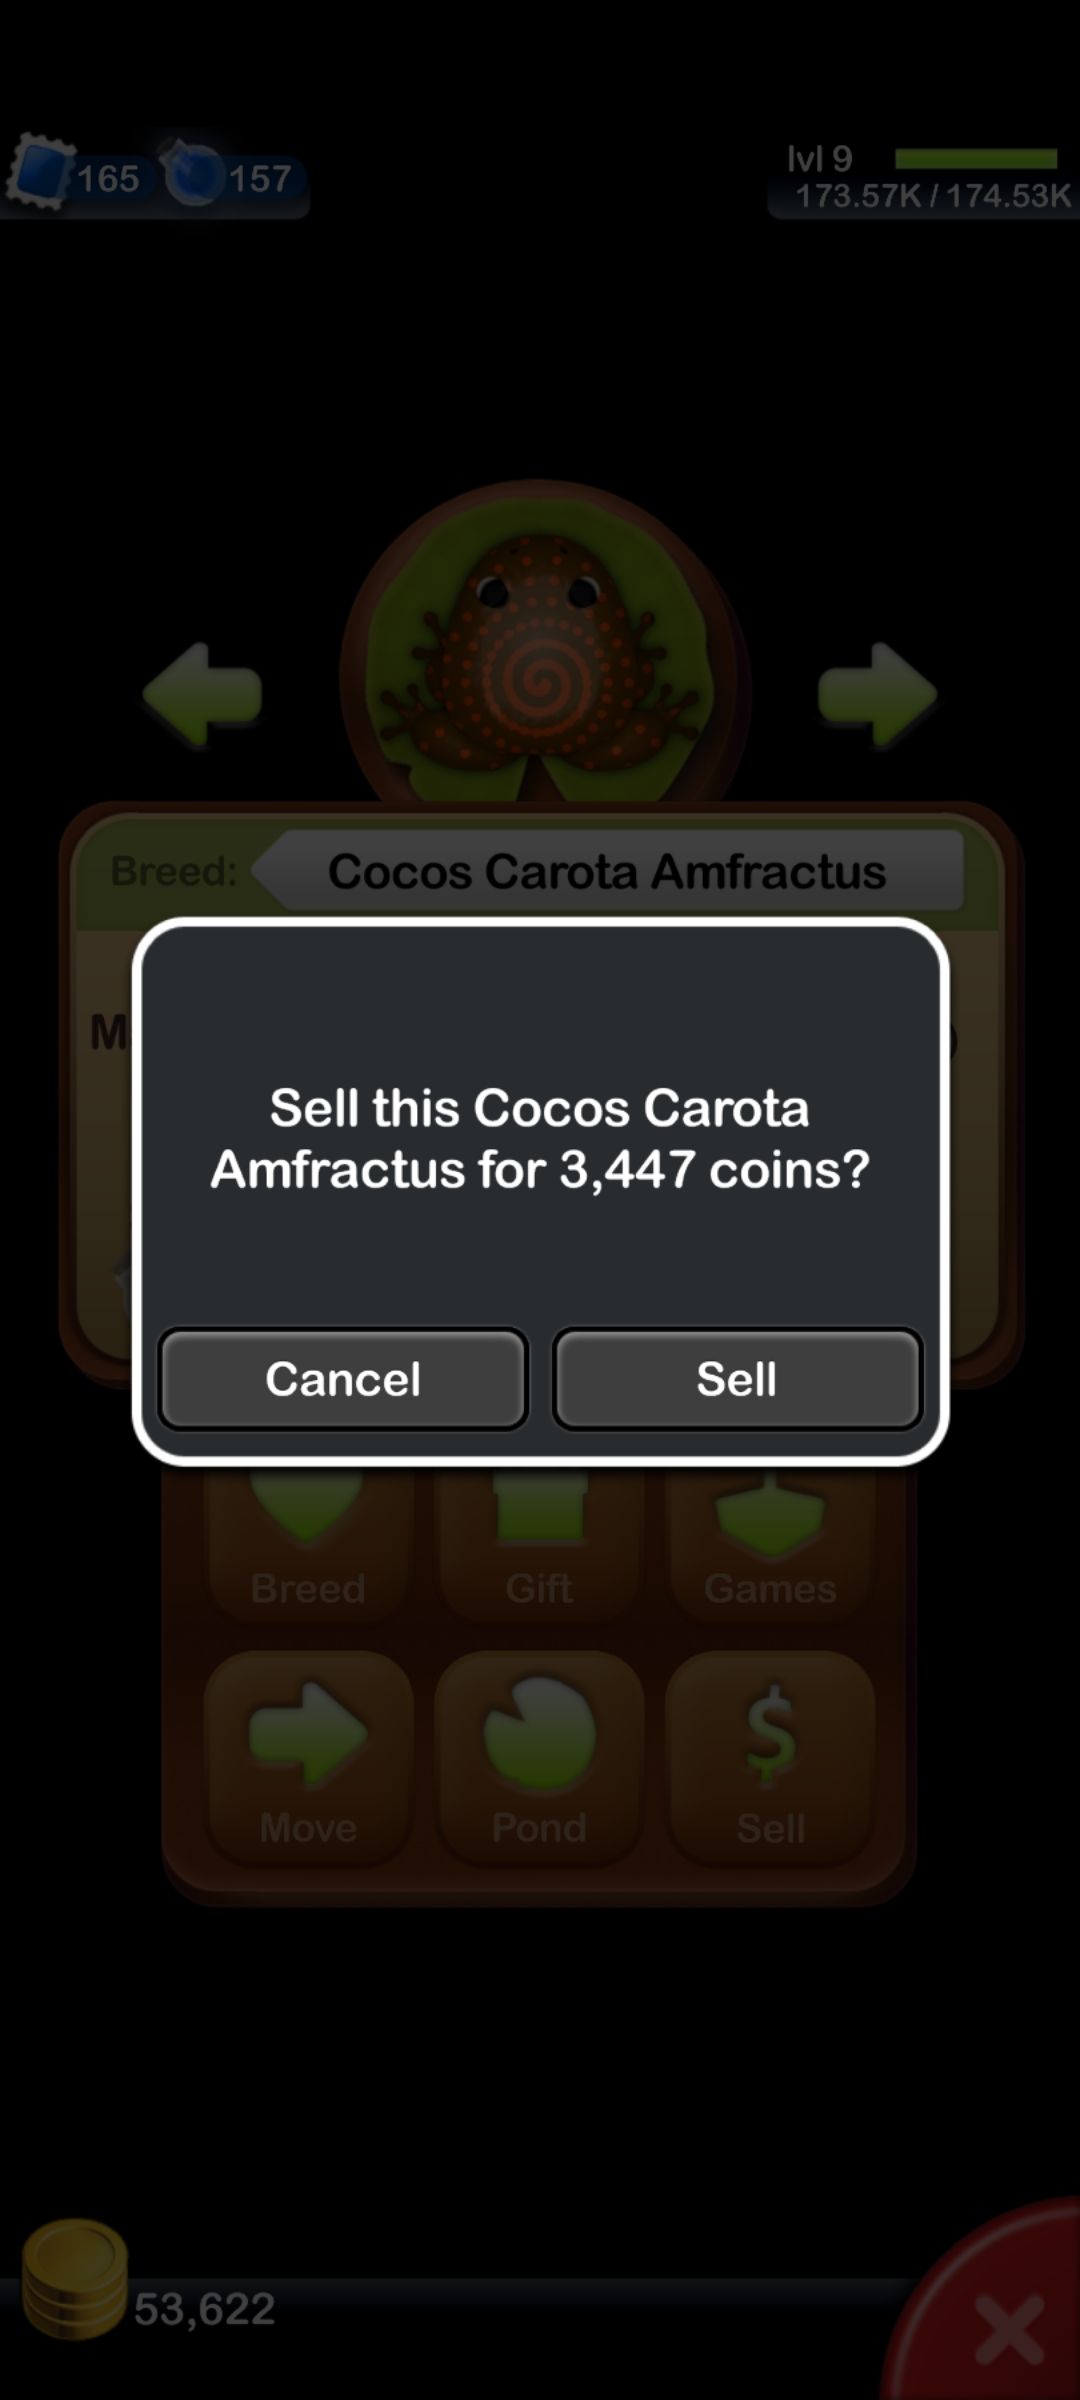 165
157
lvl 9
173.57K / 174.53K
Breed:
Cocos Carota Amfractus
M
Sell this Cocos Carota
Amfractus for 3,447 coins?
Cancel
Sell
Breed
Gift
Games
Move
Pond
$
Sell
53,622